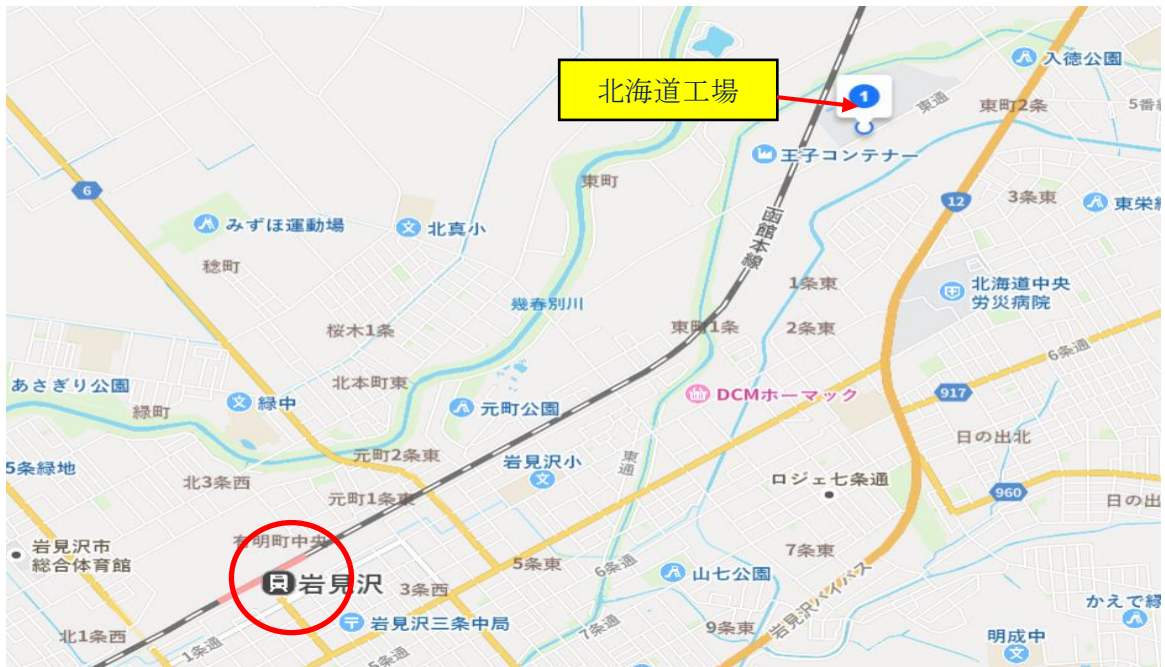 北海道工場
1
入徳公園
東通
東町2条
5番
王子コンテナー
6
東町
12
3条東
東栄
みずほ運動場
北真小
函館本線
稔町
1条東
北海道中央
労災病院
幾春別川
桜木1条
東町1条
2条東
6条通
あさぎり公園
北本町東
DCMホーマック
917
緑町
緑中
元町公園
日の出北
元町2条東
岩見沢小
東通
5条緑地
北3条西
ロジェ七条通
960
元町1条東
日の出
有明町中央
岩見沢市
総合体育館
5条東
6条通
7条東
岩見沢
3条西
山七公園
岩見沢バイパス
かえで緑
北1条西
1条通
岩見沢三条中局
7条通
9条東
明成中
5条通